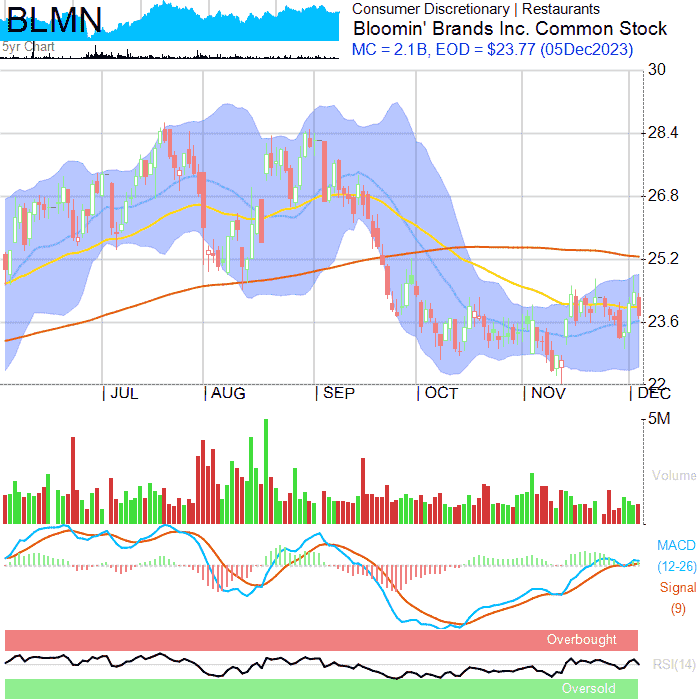 BLMN
5yr Chart
Consumer Discretionary | Restaurants
Bloomin' Brands Inc. Common Stock
MC = 2.1B, EOD = $23.77 (05Dec2023)
30
28.4
26.8
25.2
23.6
22
JUL
AUG
SEP
OCT
NOV
DEC
5M
Volume
MACD
(12-26)
Signal
(9)
Overbought
RSI(14)
Oversold